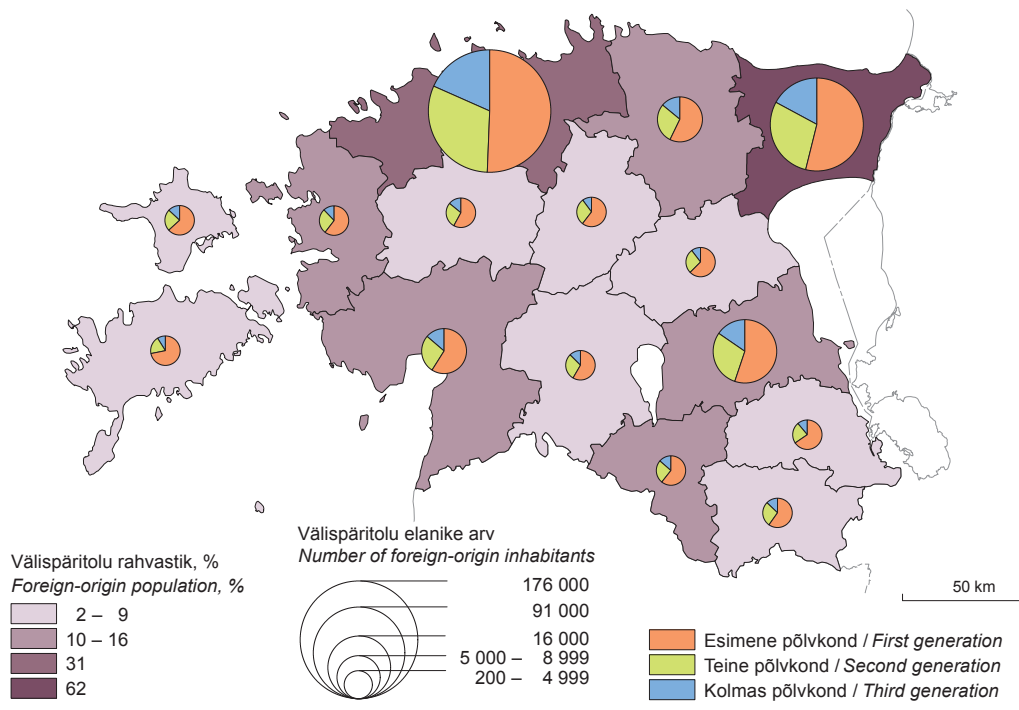 Välispäritolu rahvastik, %
Foreign-origin population, %
2 – 9
10 – 16
31
62
Välispäritolu elanike arv
Number of foreign-origin inhabitants
176 000
91 000
16 000
5 000 – 8 999
200 – 4 999
50 km
Esimene põlvkond / First generation
Teine põlvkond / Second generation
Kolmas põlvkond / Third generation